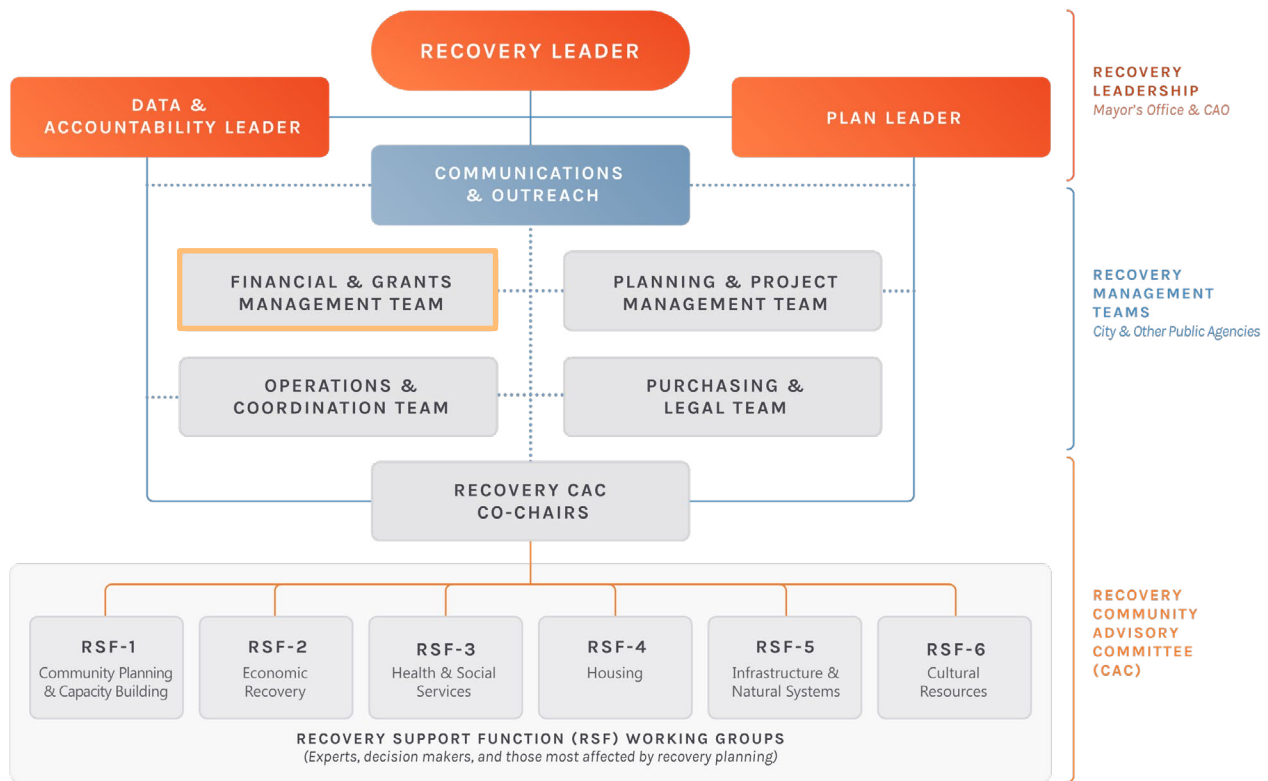 RECOVERY LEADER
DATA &
ACCOUNTABILITY LEADER
PLAN LEADER
RECOVERY
LEADERSHIP
Mayor's Office & CAO
COMMUNICATIONS
& OUTREACH
FINANCIAL & GRANTS
MANAGEMENT TEAM
PLANNING & PROJECT
MANAGEMENT TEAM
OPERATIONS &
COORDINATION TEAM
PURCHASING &
LEGAL TEAM
RECOVERY
MANAGEMENT
TEAMS
City & Other Public Agencies
RECOVERY CAC
CO-CHAIRS
RSF-1
Community Planning
& Capacity Building
RSF-2
Economic
Recovery
RSF-3
Health & Social
Services
RSF-4
Housing
RSF-5
Infrastructure &
Natural Systems
RSF-6
Cultural
Resources
RECOVERY SUPPORT FUNCTION (RSF) WORKING GROUPS
(Experts, decision makers, and those most affected by recovery planning)
RECOVERY
COMMUNITY
ADVISORY
COMMITTEE
(CAC)